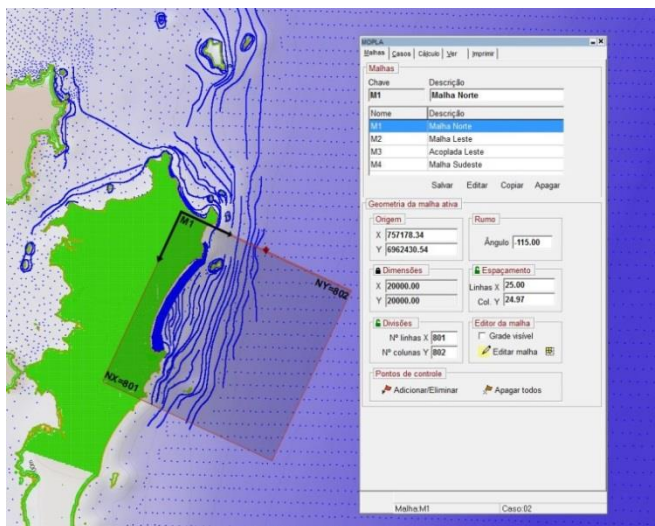 MOPLA
Malhas Casos Cálculo Ver Imprimir
Malhas
Chave Descrição
M1 Malha Norte
Nome Descrição
M1 Malha Norte
M2 Malha Leste
M3 Acoplada Leste
M4 Malha Sudeste
Salvar Editar Copiar Apagar
Geometria da malha ativa
Origem
X 757178.34
Y 6962430.54
Rumo
Ângulo -115.00
Dimensões
X 20000.00
Y 20000.00
Espaçamento
Linhas X 25.00
Col. Y 24.97
Divisões
Nº linhas X 801
Nº colunas Y 802
Editor da malha
Grade visível
Editar malha
Pontos de controle
Adicionar/Eliminar Apagar todos
Malha:M1 Caso:02
M1
NY=802
NX=801